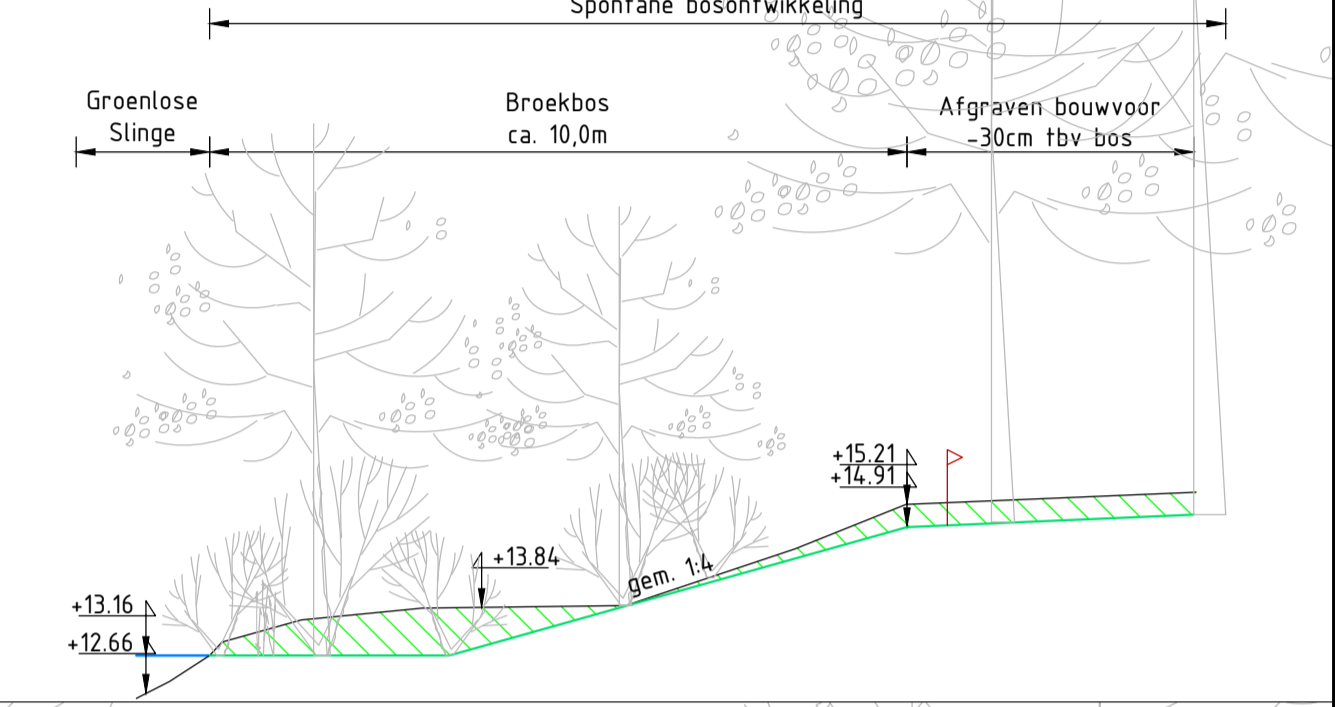 Spontane bosontwikkeling
Groenlose
Slinge
Broekbos
ca. 10,0m
Afgraven bouwvoor
-30cm tbv bos
+15.21
+14.91
+13.84
gem. 1:4
+13.16
+12.66